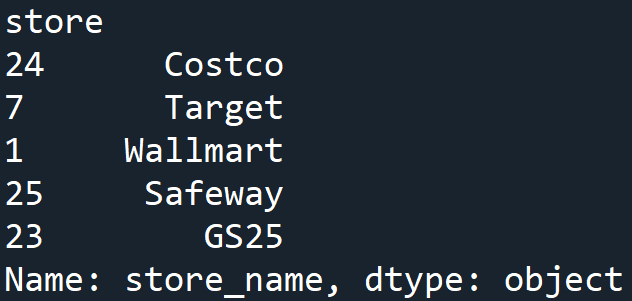 store
24 Costco
7 Target
1 Wallmart
25 Safeway
23 GS25
Name: store_name, dtype: object